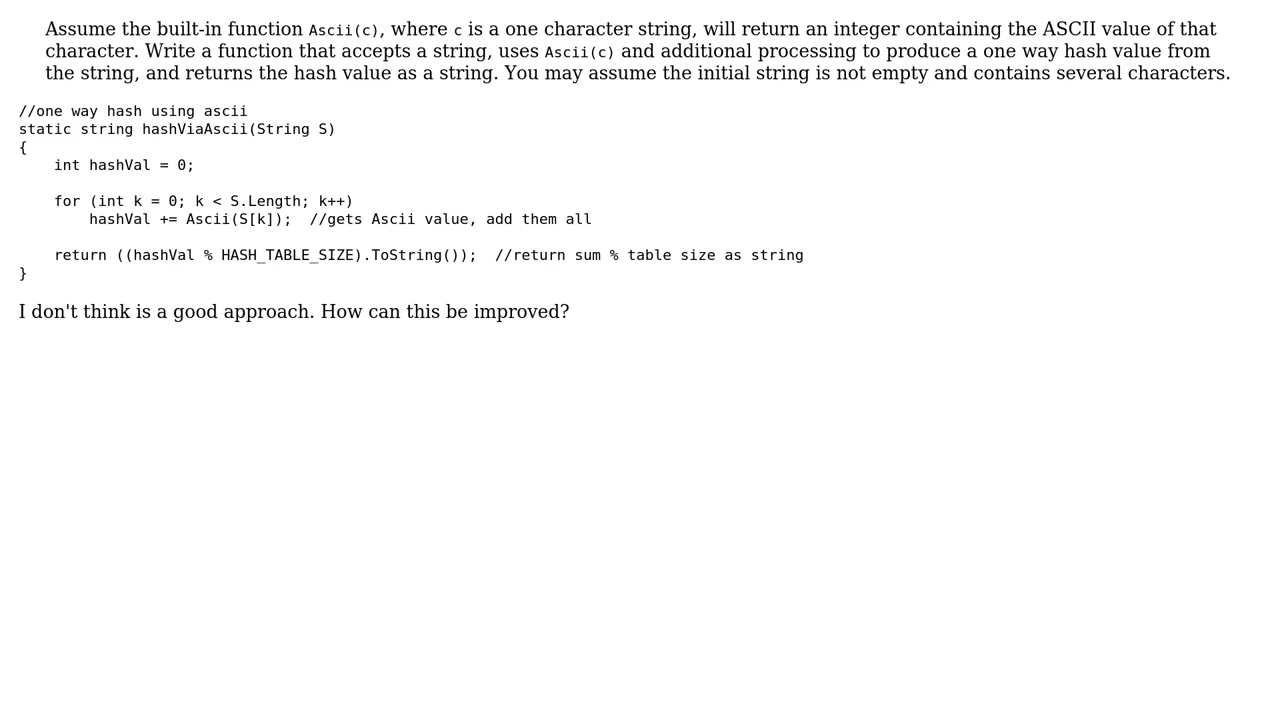 Assume the built-in function Ascii(c), where c is a one character string, will return an integer containing the ASCII value of that
character. Write a function that accepts a string, uses Ascii(c) and additional processing to produce a one way hash value from
the string, and returns the hash value as a string. You may assume the initial string is not empty and contains several characters.
//one way hash using ascii
static string hashViaAscii(String S)
{
    int hashVal = 0;
    for (int k = 0; k < S.Length; k++)
        hashVal += Ascii(S[k]);  //gets Ascii value, add them all
    return ((hashVal % HASH_TABLE_SIZE).ToString());  //return sum % table size as string
}
I don't think is a good approach. How can this be improved?